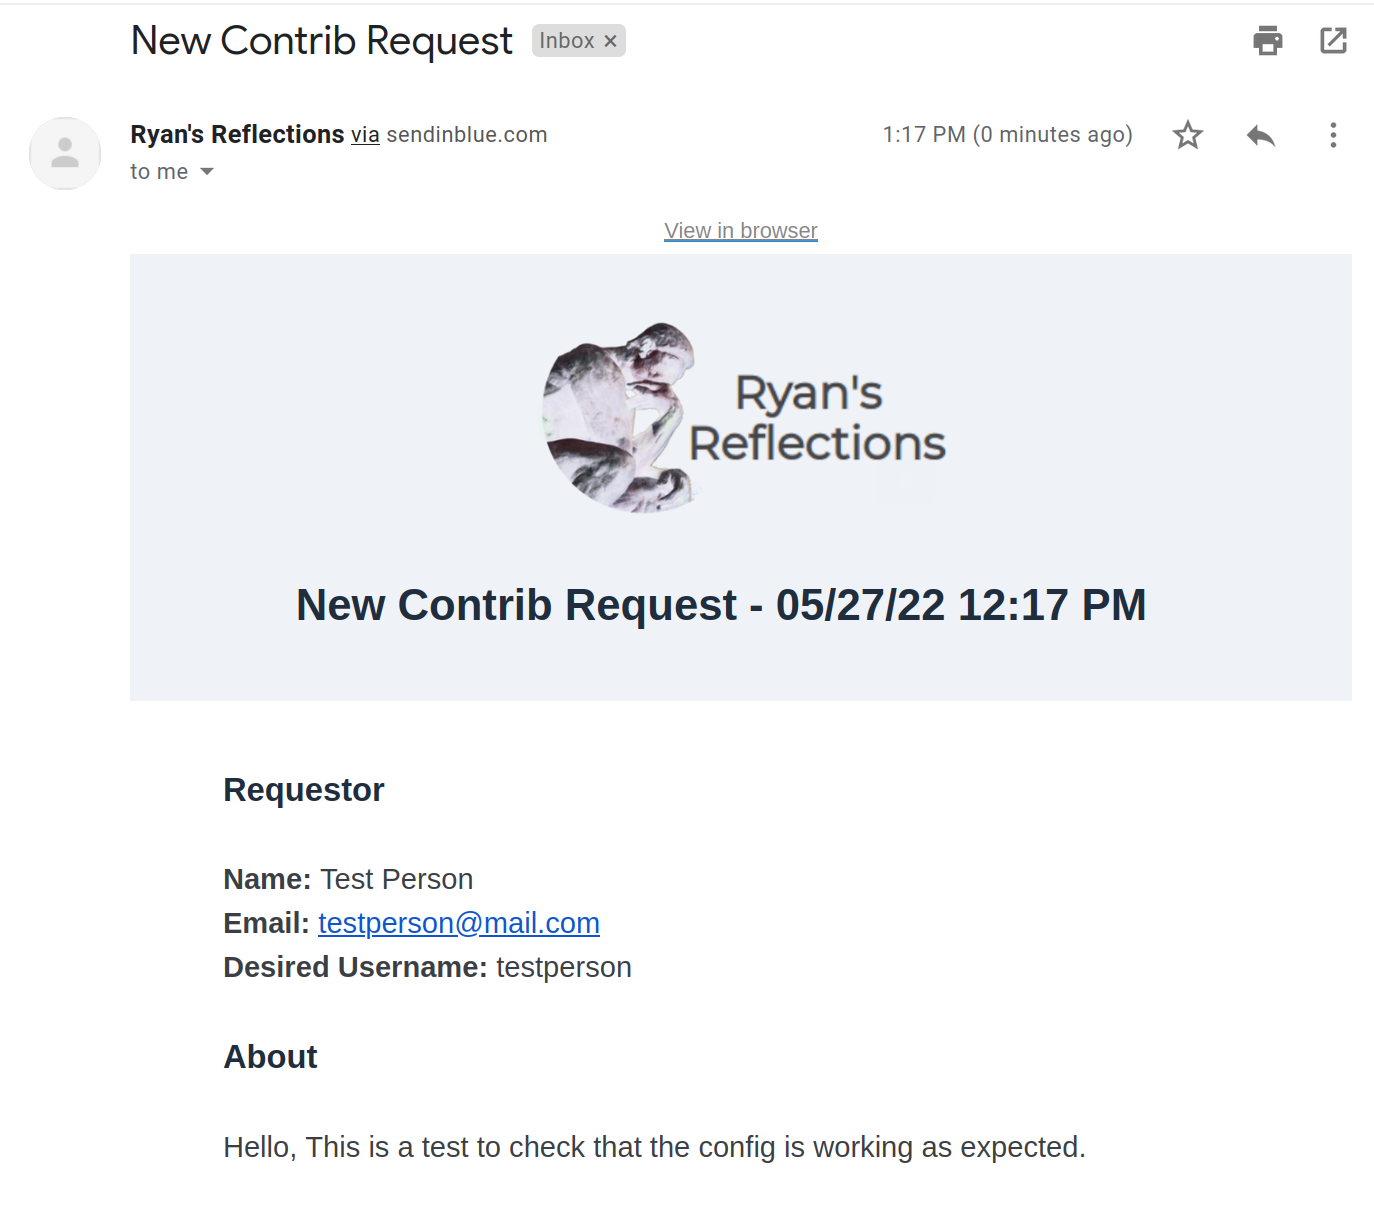 New Contrib Request Inbox ×
Ryan's Reflections via sendinblue.com 1:17 PM (0 minutes ago)
to me
View in browser
Ryan's
Reflections
New Contrib Request - 05/27/22 12:17 PM
Requestor
Name: Test Person
Email: testperson@mail.com
Desired Username: testperson
About
Hello, This is a test to check that the config is working as expected.